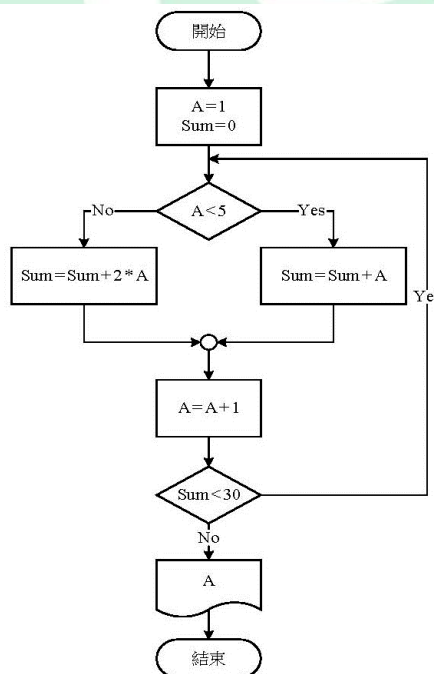 開始
A=1
Sum=0
A<5
No
Yes
Sum=Sum+2*A
Sum=Sum+A
Ye
A=A+1
Sum<30
No
A
結束